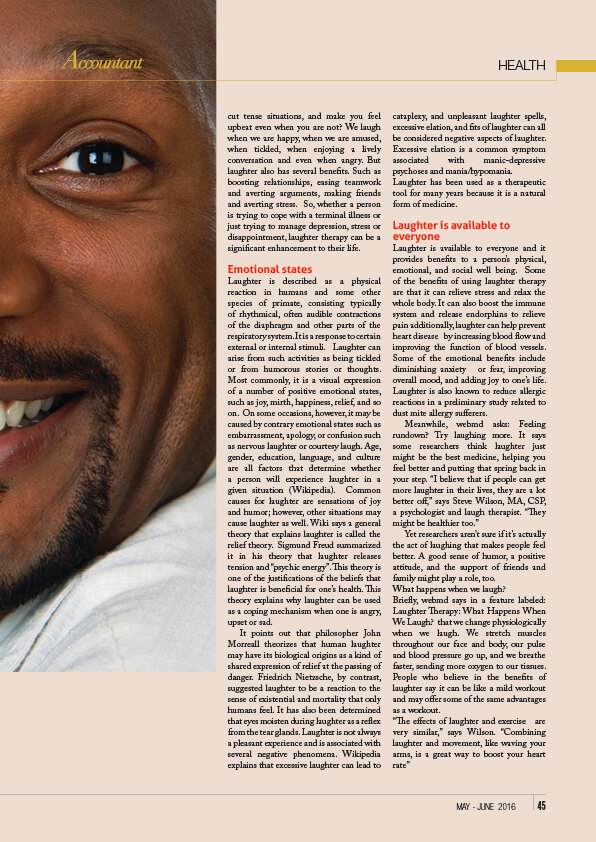 Accountant
HEALTH
cut tense situations, and make you feel
upbeat even when you are not? We laugh
when we are happy, when we are amused,
when tickled, when enjoying a lively
conversation and even when angry. But
laughter also has several benefits. Such as
boosting relationships, easing teamwork
and averting arguments, making friends
and averting stress.  So, whether a person
is trying to cope with a terminal illness or
just trying to manage depression, stress or
disappointment, laughter therapy can be a
significant enhancement to their life.
Emotional states
Laughter is described as a physical
reaction in humans and some other
species of primate, consisting typically
of rhythmical, often audible contractions
of the diaphragm and other parts of the
respiratory system. It is a response to certain
external or internal stimuli.  Laughter can
arise from such activities as being tickled
or from humorous stories or thoughts.
Most commonly, it is a visual expression
of a number of positive emotional states,
such as joy, mirth, happiness, relief, and so
on.  On some occasions, however, it may be
caused by contrary emotional states such as
embarrassment, apology, or confusion such
as nervous laughter or courtesy laugh. Age,
gender, education, language, and culture
are all factors that determine whether
a person will experience laughter in a
given situation (Wikipedia).  Common
causes for laughter are sensations of joy
and humor; however, other situations may
cause laughter as well. Wiki says a general
theory that explains laughter is called the
relief theory.  Sigmund Freud summarized
it in his theory that laughter releases
tension and “psychic energy”. This theory is
one of the justifications of the beliefs that
laughter is beneficial for one's health. This
theory explains why laughter can be used
as a coping mechanism when one is angry,
upset or sad.
It points out that philosopher John
Morreall theorizes that human laughter
may have its biological origins as a kind of
shared expression of relief at the passing of
danger. Friedrich Nietzsche, by contrast,
suggested laughter to be a reaction to the
sense of existential and mortality that only
humans feel. It has also been determined
that eyes moisten during laughter as a reflex
from the tear glands. Laughter is not always
a pleasant experience and is associated with
several negative phenomena. Wikipedia
explains that excessive laughter can lead to
cataplexy, and unpleasant laughter spells,
excessive elation, and fits of laughter can all
be considered negative aspects of laughter.
Excessive elation is a common symptom
associated with manic-depressive
psychoses and mania/hypomania.
Laughter has been used as a therapeutic
tool for many years because it is a natural
form of medicine.
Laughter is available to
everyone
Laughter is available to everyone and it
provides benefits to a person's physical,
emotional, and social well being.  Some
of the benefits of using laughter therapy
are that it can relieve stress and relax the
whole body. It can also boost the immune
system and release endorphins to relieve
pain additionally, laughter can help prevent
heart disease  by increasing blood flow and
improving the function of blood vessels.
Some of the emotional benefits include
diminishing anxiety  or fear, improving
overall mood, and adding joy to one's life.
Laughter is also known to reduce allergic
reactions in a preliminary study related to
dust mite allergy sufferers.
Meanwhile, webmd asks: Feeling
rundown? Try laughing more. It says
some researchers think laughter just
might be the best medicine, helping you
feel better and putting that spring back in
your step. “I believe that if people can get
more laughter in their lives, they are a lot
better off,” says Steve Wilson, MA, CSP,
a psychologist and laugh therapist. “They
might be healthier too.”
Yet researchers aren't sure if it's actually
the act of laughing that makes people feel
better. A good sense of humor, a positive
attitude, and the support of friends and
family might play a role, too.
What happens when we laugh?
Briefly, webmd says in a feature labeled:
Laughter Therapy: What Happens When
We Laugh?  that we change physiologically
when we laugh. We stretch muscles
throughout our face and body, our pulse
and blood pressure go up, and we breathe
faster, sending more oxygen to our tissues.
People who believe in the benefits of
laughter say it can be like a mild workout
and may offer some of the same advantages
as a workout.
“The effects of laughter and exercise  are
very similar,” says Wilson. “Combining
laughter and movement, like waving your
arms, is a great way to boost your heart
rate”
MAY - JUNE 2016 45